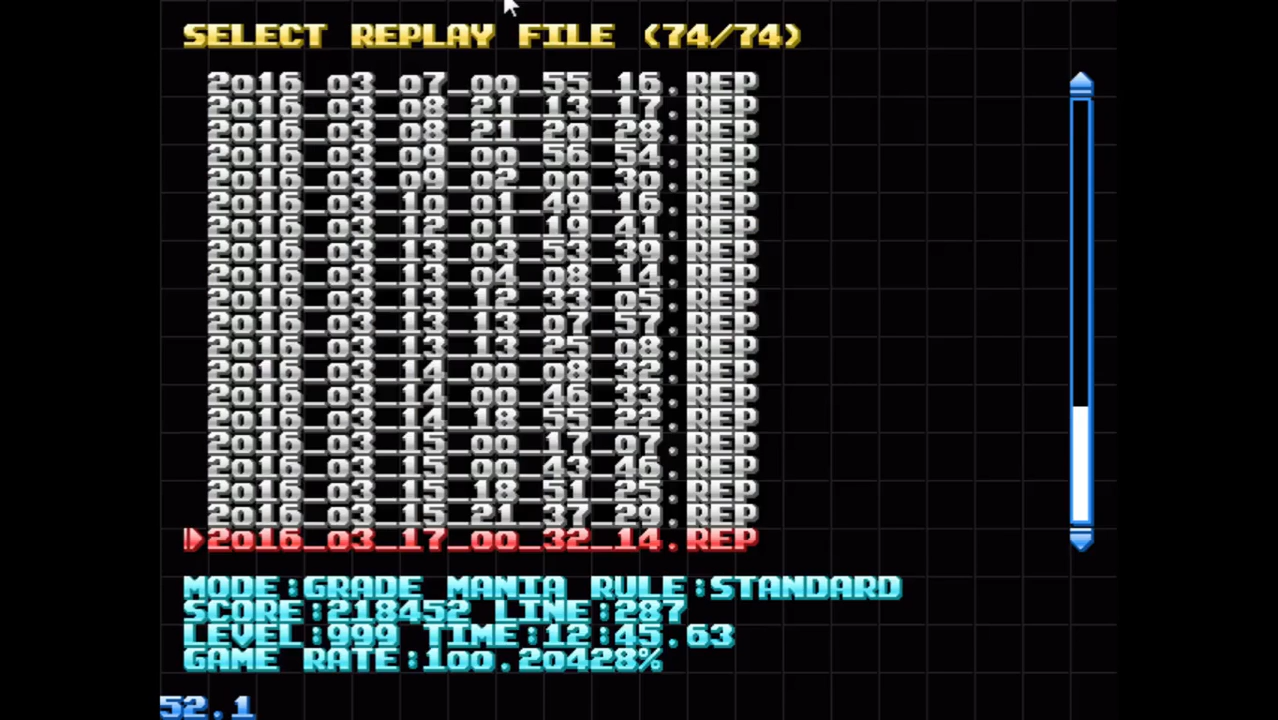 SELECT REPLAY FILE (74/74)
2016_03_07_00_55_16.REP
2016_03_08_21_13_17.REP
2016_03_08_21_20_28.REP
2016_03_09_00_56_54.REP
2016_03_09_02_00_30.REP
2016_03_10_01_49_16.REP
2016_03_12_01_19_41.REP
2016_03_13_03_53_39.REP
2016_03_13_04_08_14.REP
2016_03_13_12_33_05.REP
2016_03_13_13_07_57.REP
2016_03_13_13_25_08.REP
2016_03_14_00_08_32.REP
2016_03_14_00_46_33.REP
2016_03_14_18_55_22.REP
2016_03_15_00_17_07.REP
2016_03_15_00_43_46.REP
2016_03_15_18_51_25.REP
2016_03_15_21_37_29.REP
2016_03_17_00_32_14.REP
MODE:GRADE MANIA RULE:STANDARD
SCORE:218452 LINE:287
LEVEL:999 TIME:12:45.63
GAME RATE:100.20428%
52.1